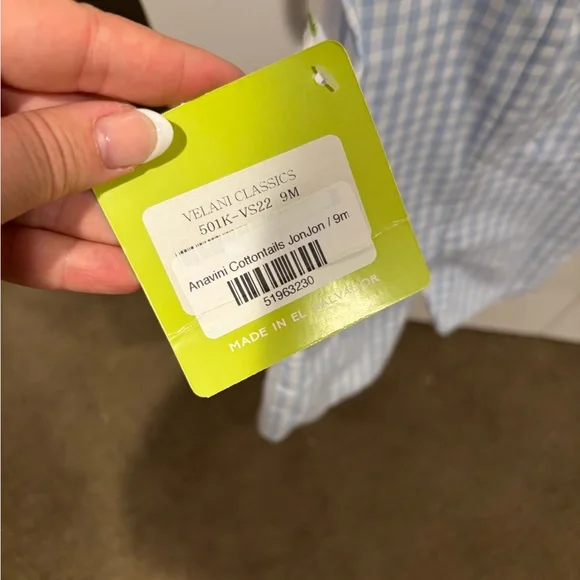 VELANI CLASSICS
501K-VS22 9M
Anavini Cottontails JonJon / 9m
51963230
MADE IN EL SALVADOR